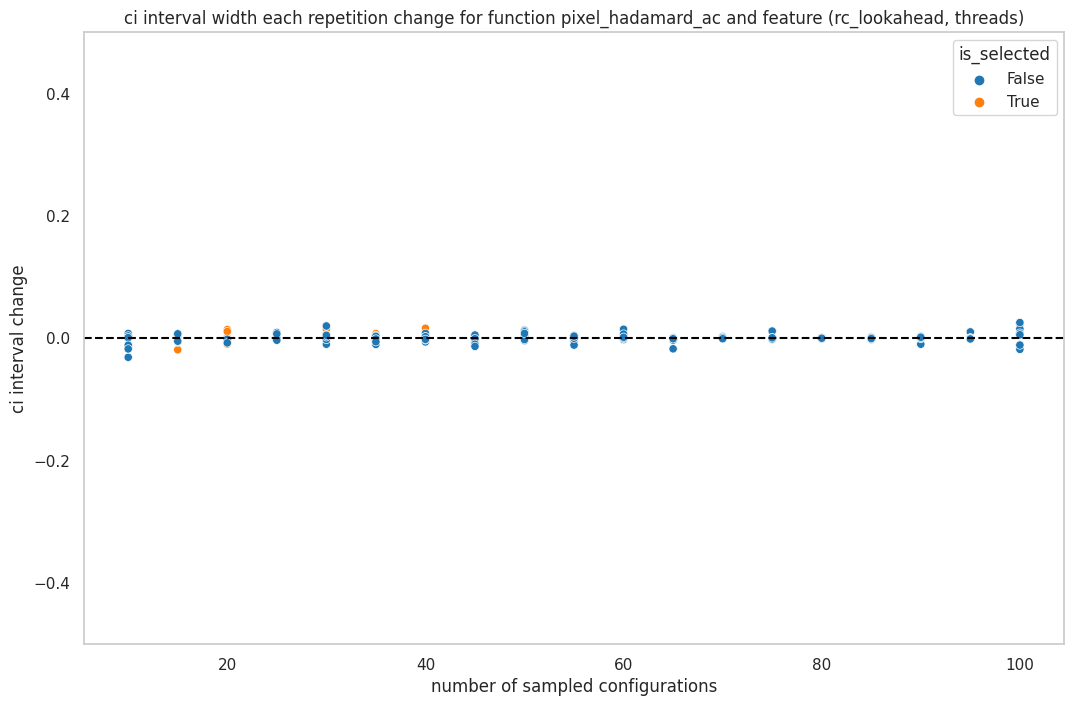 ci interval width each repetition change for function pixel_hadamard_ac and feature (rc_lookahead, threads)
is_selected
False
True
0.4
0.2
0.0
−0.2
−0.4
ci interval change
20
40
60
80
100
number of sampled configurations